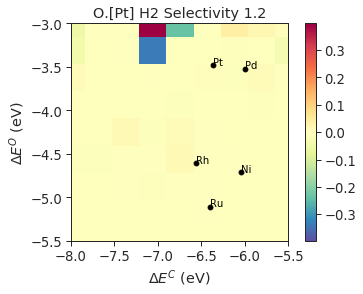 O.[Pt] H2 Selectivity 1.2
−3.0
−3.5
−4.0
−4.5
−5.0
−5.5
ΔE^O (eV)
Pt
Pd
Rh
Ni
Ru
−8.0 −7.5 −7.0 −6.5 −6.0 −5.5
ΔE^C (eV)
0.3
0.2
0.1
0.0
−0.1
−0.2
−0.3